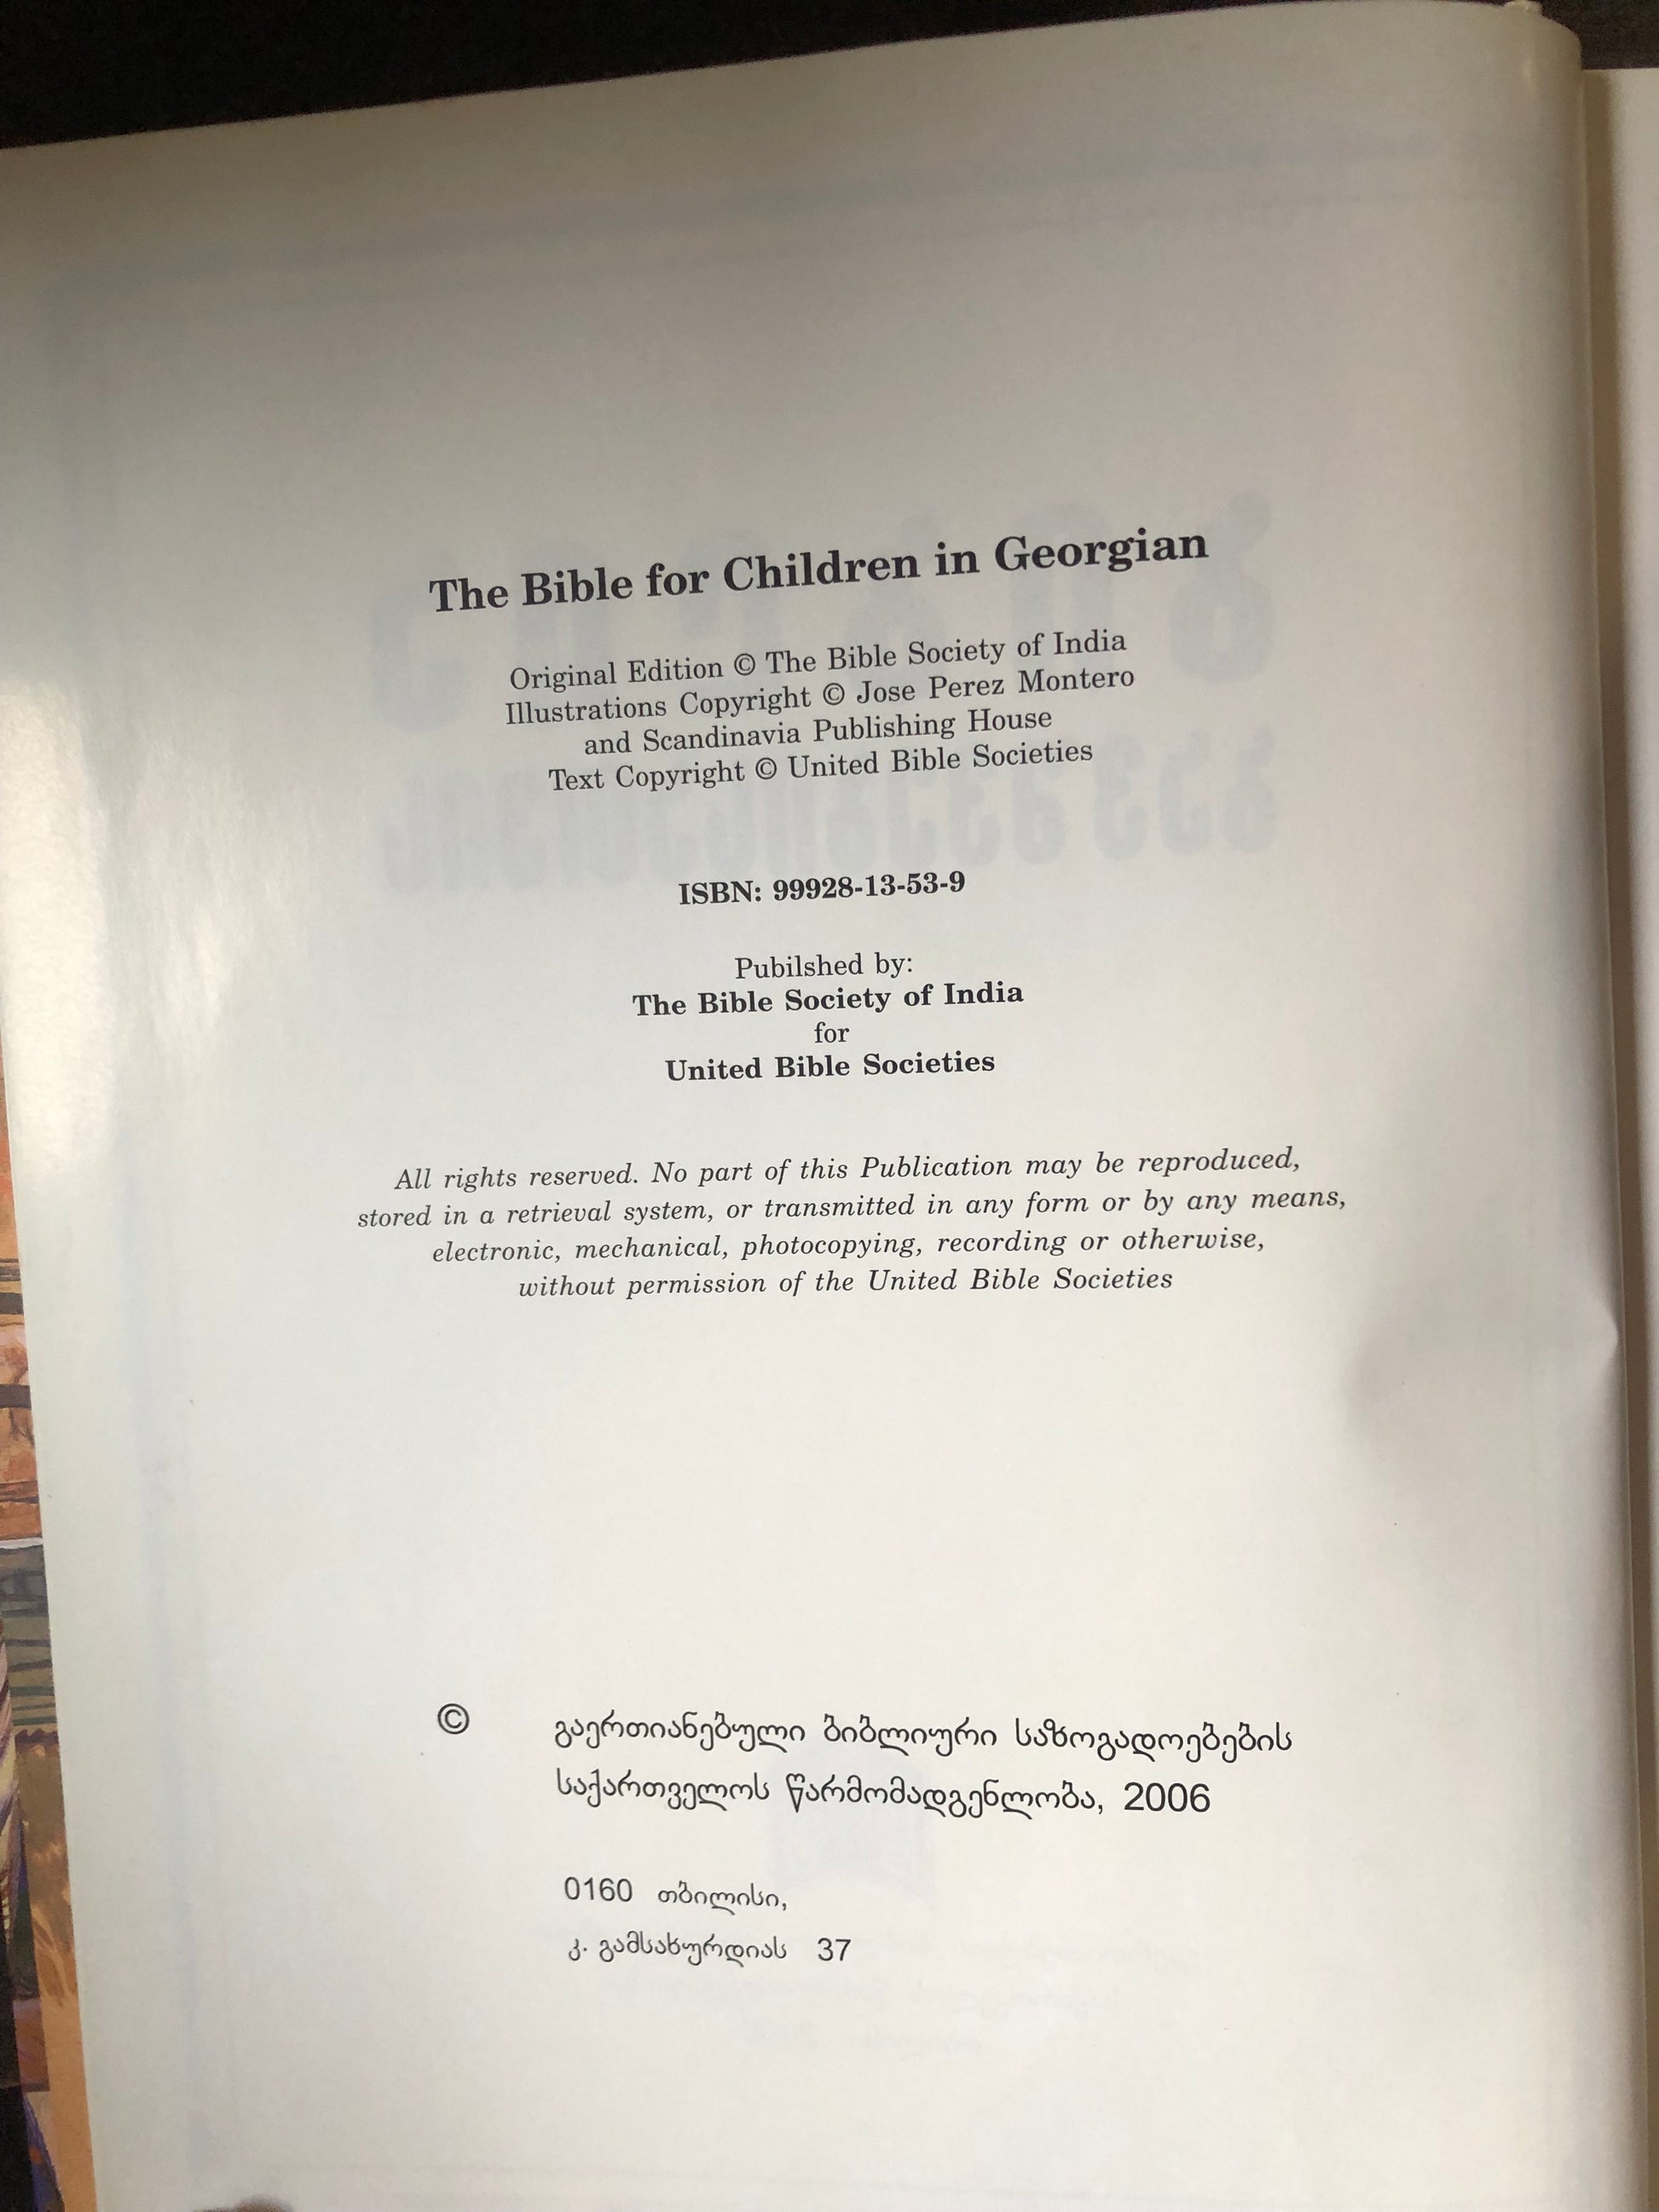 The Bible for Children in Georgian
Original Edition © The Bible Society of India
Illustrations Copyright © Jose Perez Montero
and Scandinavia Publishing House
Text Copyright © United Bible Societies
ISBN: 99928-13-53-9
Pubilshed by:
The Bible Society of India
for
United Bible Societies
All rights reserved. No part of this Publication may be reproduced,
stored in a retrieval system, or transmitted in any form or by any means,
electronic, mechanical, photocopying, recording or otherwise,
without permission of the United Bible Societies
© გაერთიანებული ბიბლიური საზოგადოებების
საქართველოს წარმომადგენლობა, 2006
0160 თბილისი,
კ. გამსახურდიას 37